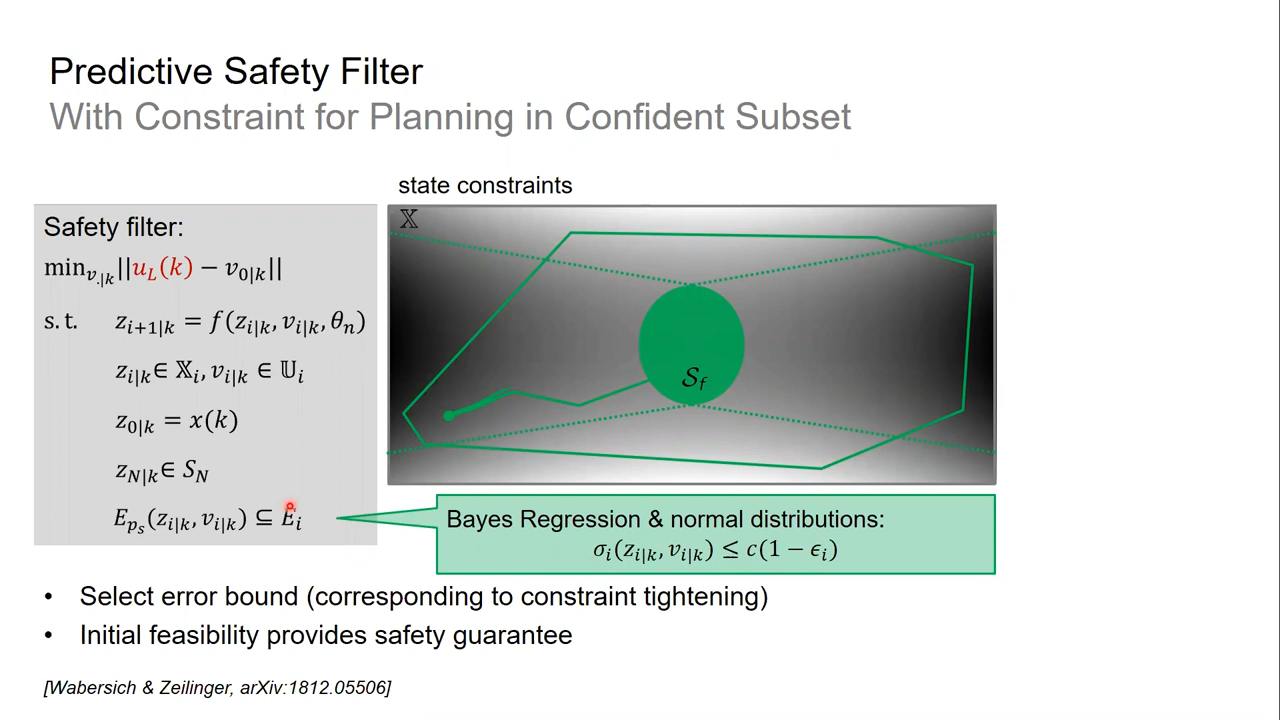 Predictive Safety Filter
With Constraint for Planning in Confident Subset
state constraints
𝕏
Safety filter:
min_{v_{.|k}} ||u_L(k) − v_{0|k}||
s. t. z_{i+1|k} = f(z_{i|k}, v_{i|k}, θ_n)
z_{i|k} ∈ 𝕏_i, v_{i|k} ∈ 𝕌_i
z_{0|k} = x(k)
z_{N|k} ∈ S_N
E_{p_s}(z_{i|k}, v_{i|k}) ⊆ E_i
𝒮_f
Bayes Regression & normal distributions:
σ_i(z_{i|k}, v_{i|k}) ≤ c(1 − ϵ_i)
• Select error bound (corresponding to constraint tightening)
• Initial feasibility provides safety guarantee
[Wabersich & Zeilinger, arXiv:1812.05506]